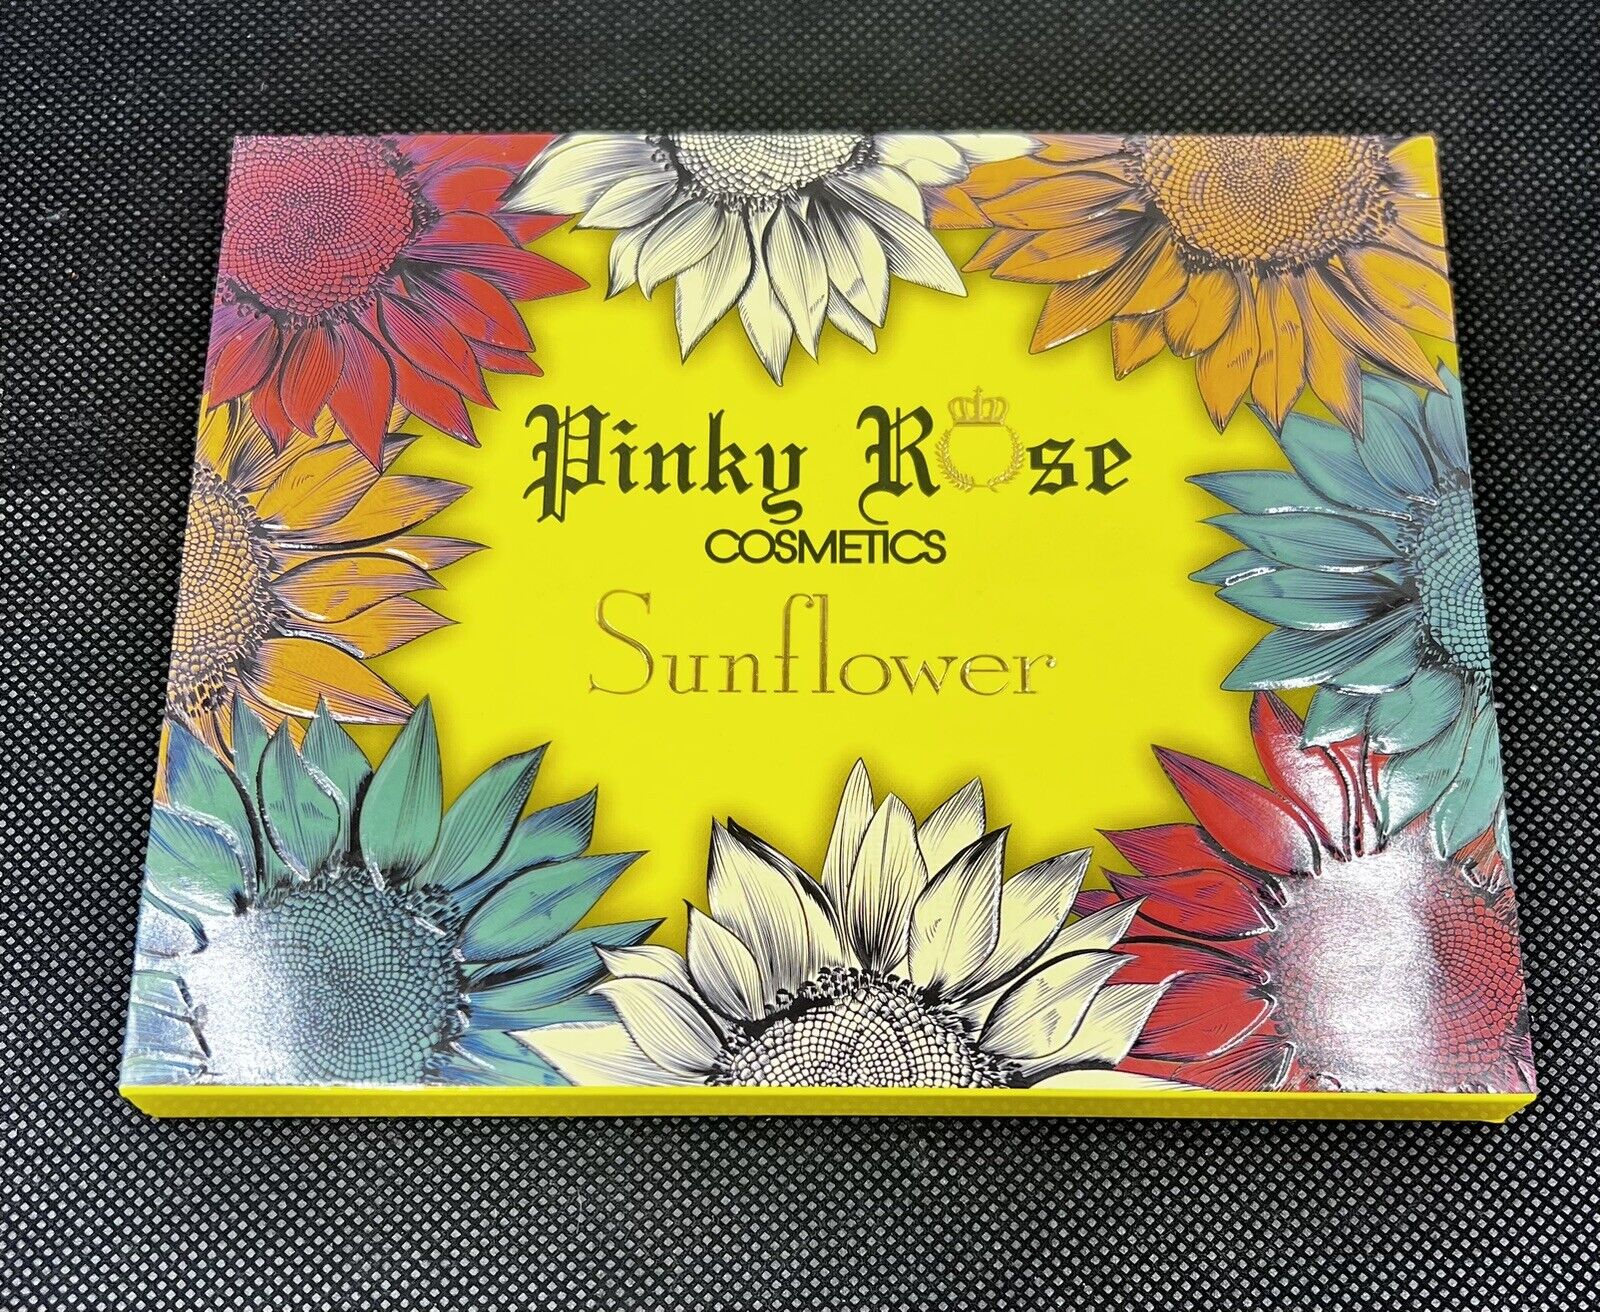 Pinky Rose
COSMETICS
Sunflower